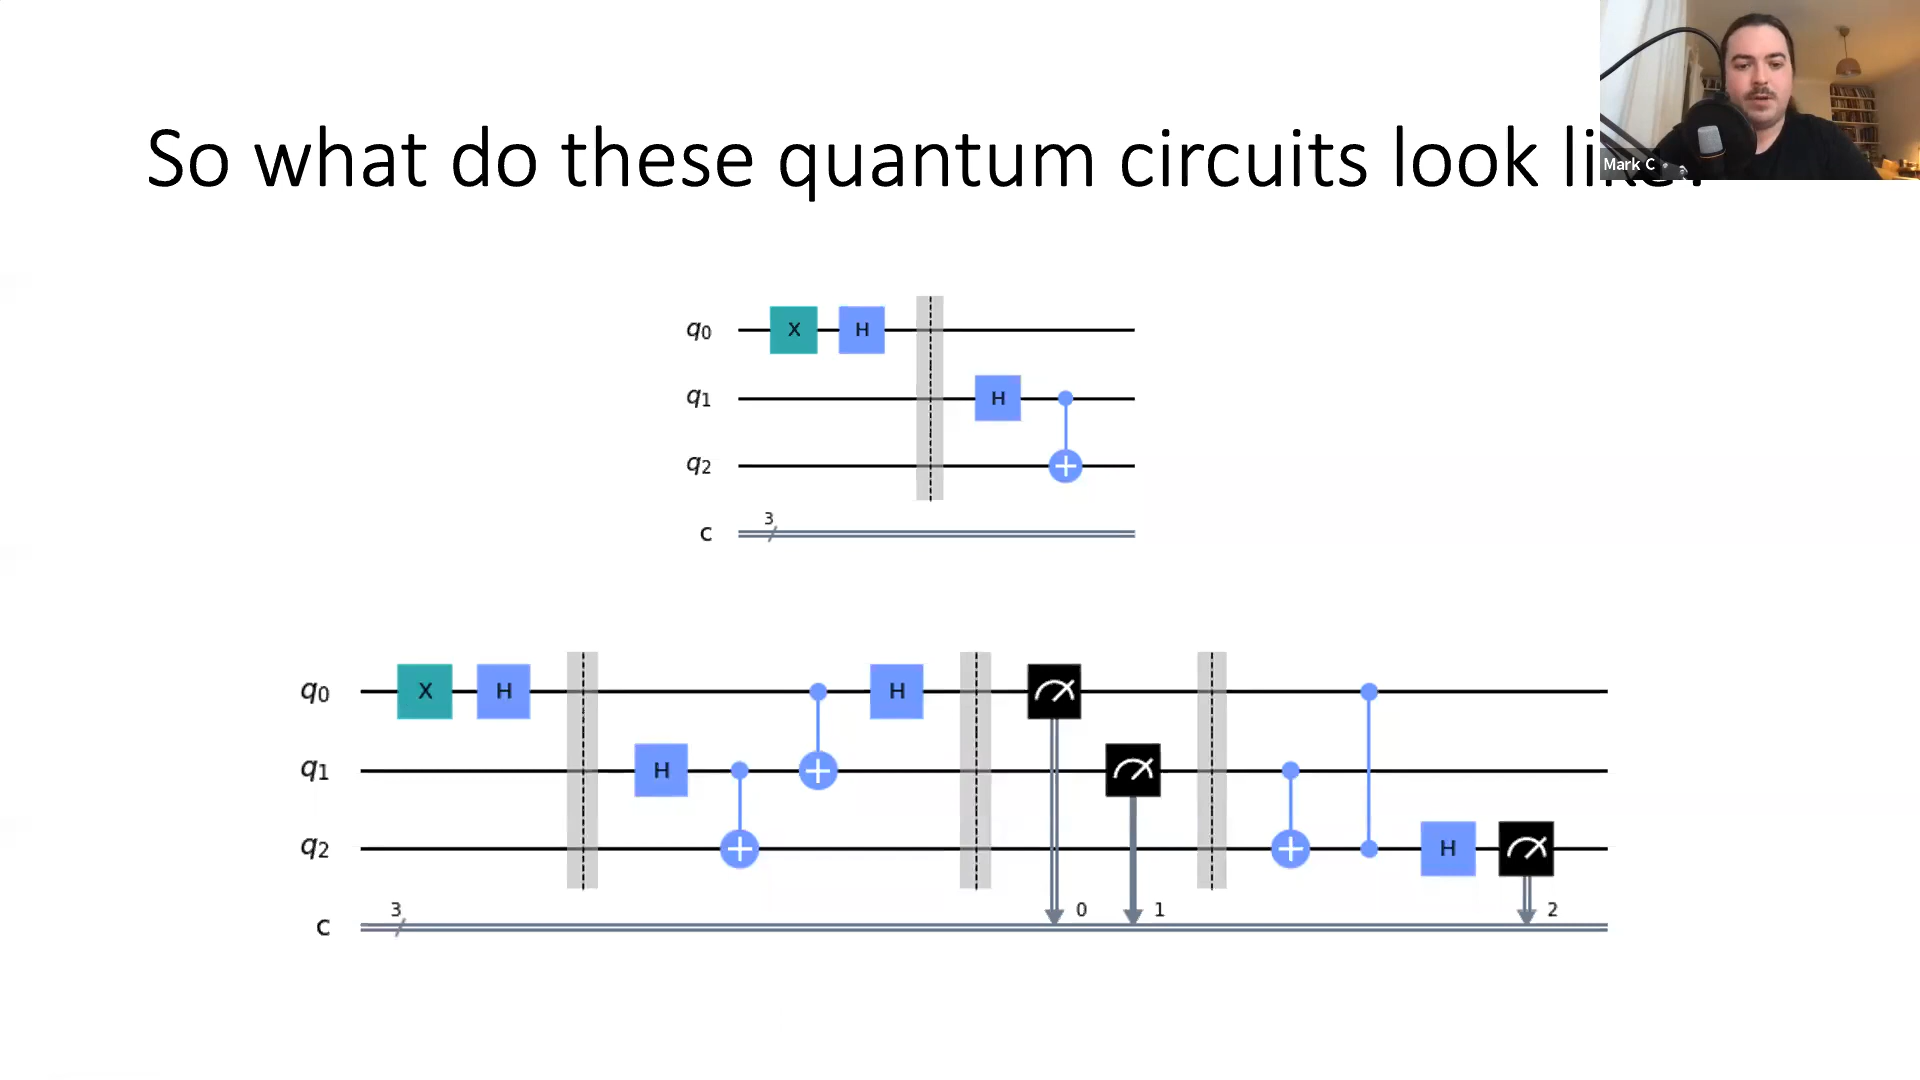 So what do these quantum circuits look like?
Mark C
q0 X H
q1 H
q2
3
c
q0 X H H
q1 H
q2 H
3 0 1 2
c